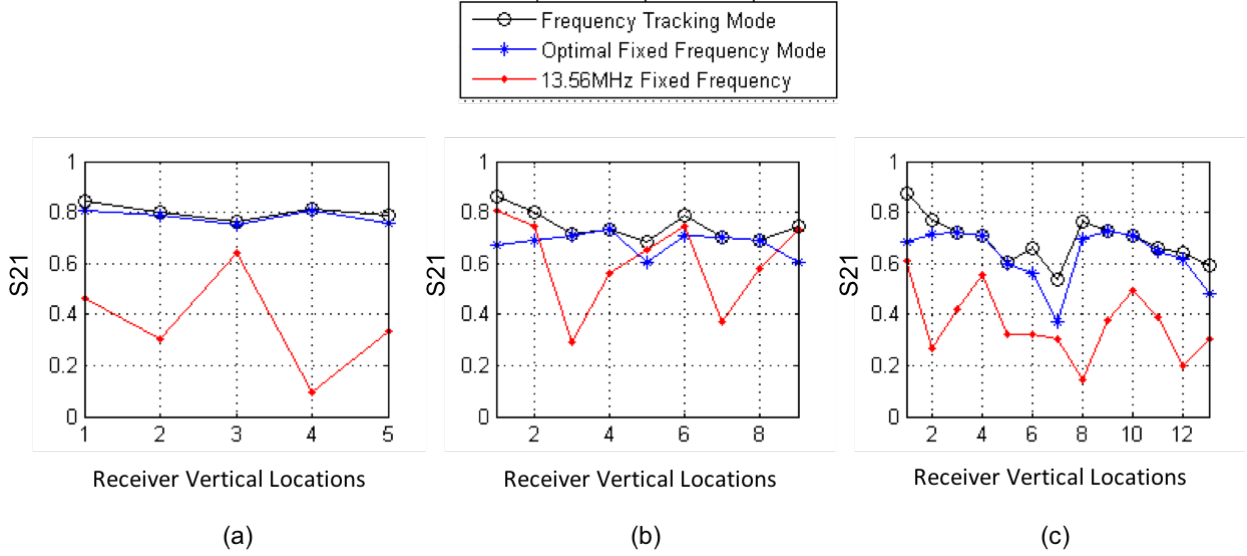 Frequency Tracking Mode
Optimal Fixed Frequency Mode
13.56MHz Fixed Frequency
S21
1
0.8
0.6
0.4
0.2
0
1 2 3 4 5
Receiver Vertical Locations
(a)
S21
1
0.8
0.6
0.4
0.2
0
2 4 6 8
Receiver Vertical Locations
(b)
S21
1
0.8
0.6
0.4
0.2
0
2 4 6 8 10 12
Receiver Vertical Locations
(c)